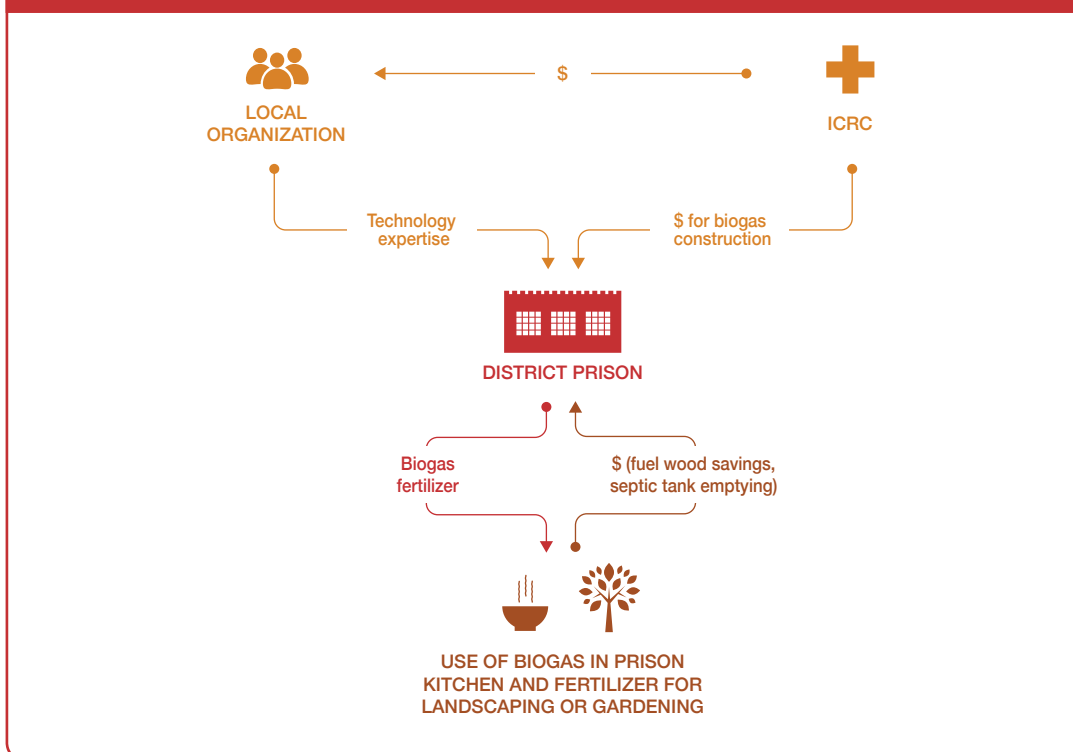 $
LOCAL
ORGANIZATION
ICRC
Technology
expertise
$ for biogas
construction
DISTRICT PRISON
Biogas
fertilizer
$ (fuel wood savings,
septic tank emptying)
USE OF BIOGAS IN PRISON
KITCHEN AND FERTILIZER FOR
LANDSCAPING OR GARDENING